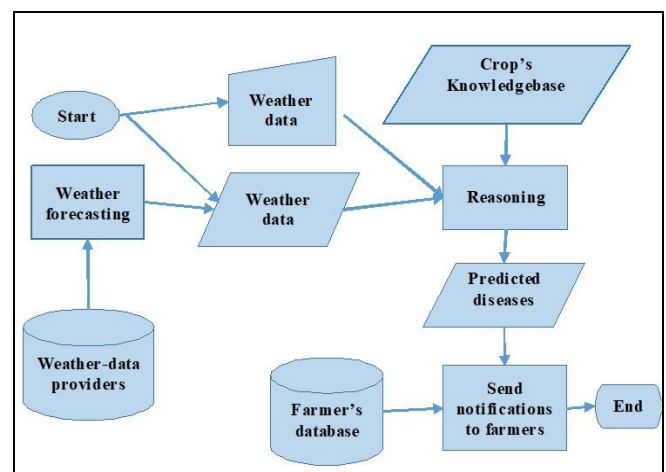 Start
Weather
data
Crop's
Knowledgebase
Weather
forecasting
Weather
data
Reasoning
Predicted
diseases
Weather-data
providers
Farmer's
database
Send
notifications
to farmers
End